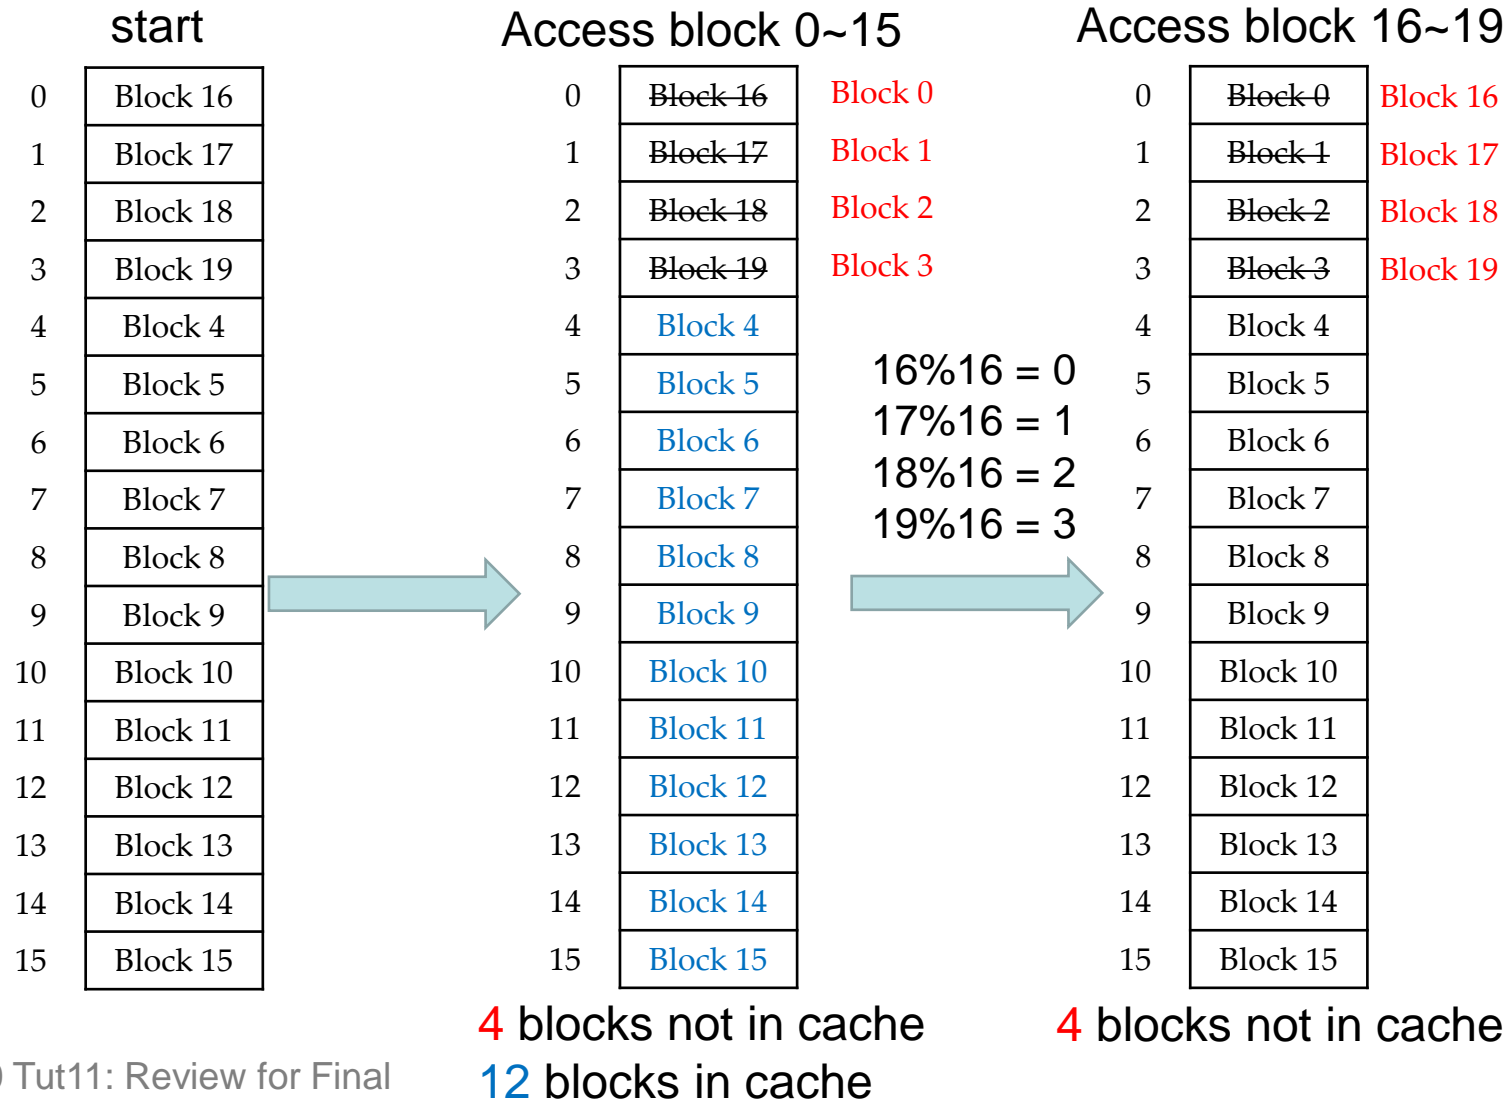 start
0 Block 16
1 Block 17
2 Block 18
3 Block 19
4 Block 4
5 Block 5
6 Block 6
7 Block 7
8 Block 8
9 Block 9
10 Block 10
11 Block 11
12 Block 12
13 Block 13
14 Block 14
15 Block 15
Access block 0~15
0 Block 16 Block 0
1 Block 17 Block 1
2 Block 18 Block 2
3 Block 19 Block 3
4 Block 4
5 Block 5
6 Block 6
7 Block 7
8 Block 8
9 Block 9
10 Block 10
11 Block 11
12 Block 12
13 Block 13
14 Block 14
15 Block 15
4 blocks not in cache
12 blocks in cache
16%16 = 0
17%16 = 1
18%16 = 2
19%16 = 3
Access block 16~19
0 Block 0 Block 16
1 Block 1 Block 17
2 Block 2 Block 18
3 Block 3 Block 19
4 Block 4
5 Block 5
6 Block 6
7 Block 7
8 Block 8
9 Block 9
10 Block 10
11 Block 11
12 Block 12
13 Block 13
14 Block 14
15 Block 15
4 blocks not in cache
Tut11: Review for Final